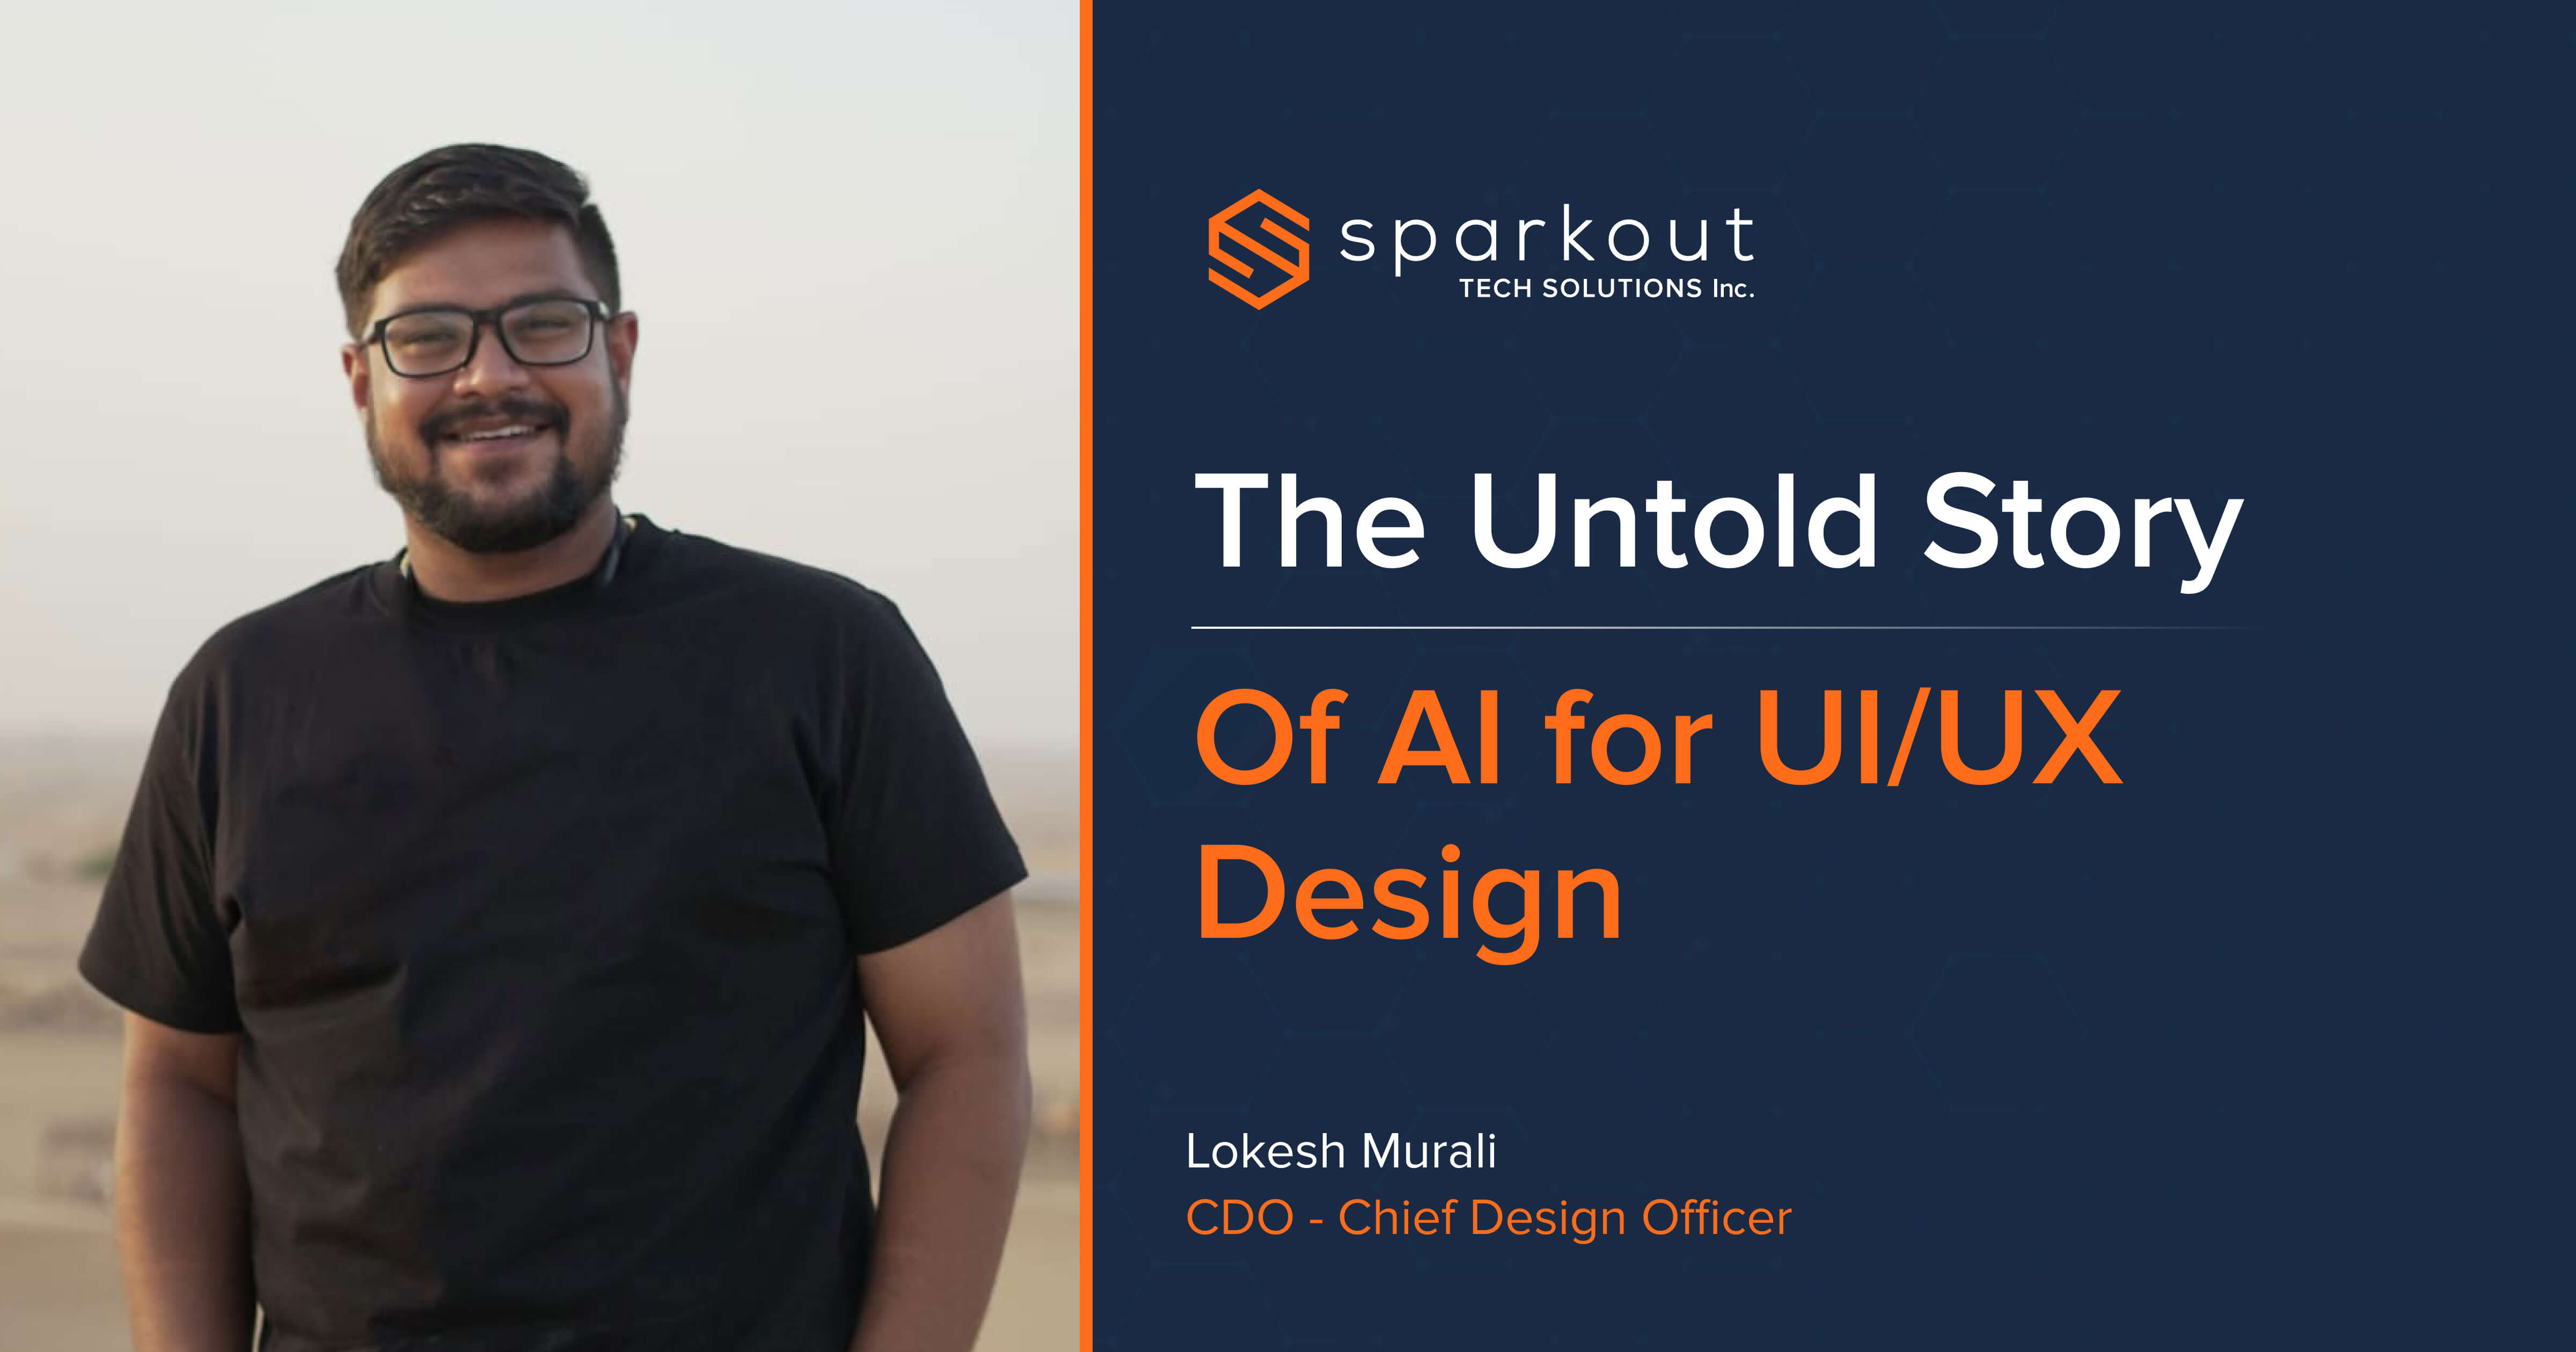 sparkout
TECH SOLUTIONS Inc.
The Untold Story
Of AI for UI/UX
Design
Lokesh Murali
CDO - Chief Design Officer